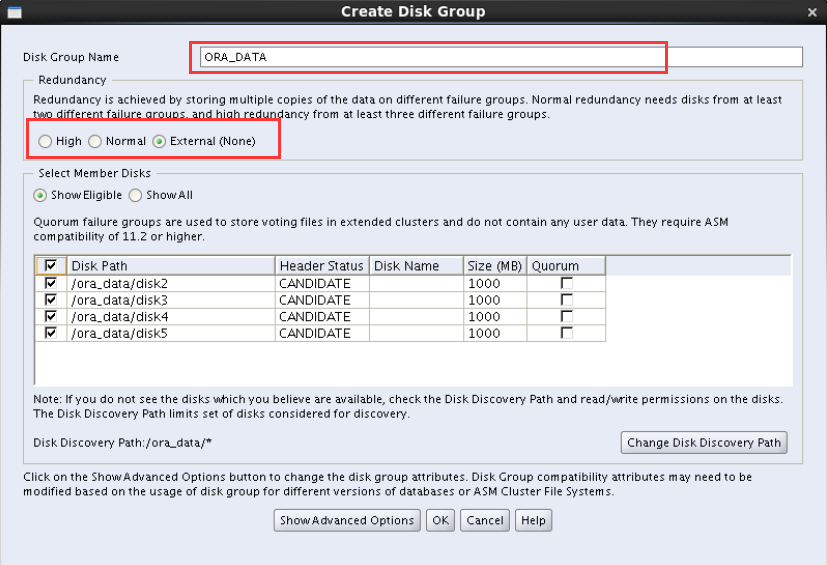 Create Disk Group
Disk Group Name ORA_DATA
Redundancy
Redundancy is achieved by storing multiple copies of the data on different failure groups. Normal redundancy needs disks from at least
two different failure groups, and high redundancy from at least three different failure groups.
High Normal External (None)
Select Member Disks
Show Eligible Show All
Quorum failure groups are used to store voting files in extended clusters and do not contain any user data. They require ASM
compatibility of 11.2 or higher.
Disk Path Header Status Disk Name Size (MB) Quorum
/ora_data/disk2 CANDIDATE 1000
/ora_data/disk3 CANDIDATE 1000
/ora_data/disk4 CANDIDATE 1000
/ora_data/disk5 CANDIDATE 1000
Note: If you do not see the disks which you believe are available, check the Disk Discovery Path and read/write permissions on the disks.
The Disk Discovery Path limits set of disks considered for discovery.
Disk Discovery Path:/ora_data/* Change Disk Discovery Path
Click on the Show Advanced Options button to change the disk group attributes. Disk Group compatibility attributes may need to be
modified based on the usage of disk group for different versions of databases or ASM Cluster File Systems.
Show Advanced Options OK Cancel Help